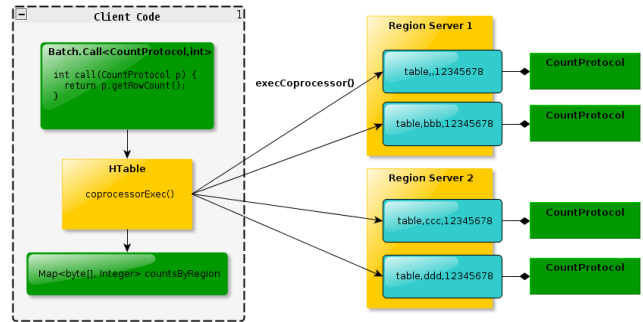 Client Code
1
Batch.Call<CountProtocol,int>
int call(CountProtocol p) {
return p.getRowCount();
}
HTable
coprocessorExec()
Map<byte[], Integer> countsByRegion
execCoprocessor()
Region Server 1
table,,12345678
CountProtocol
table,bbb,12345678
CountProtocol
Region Server 2
table,ccc,12345678
CountProtocol
table,ddd,12345678
CountProtocol